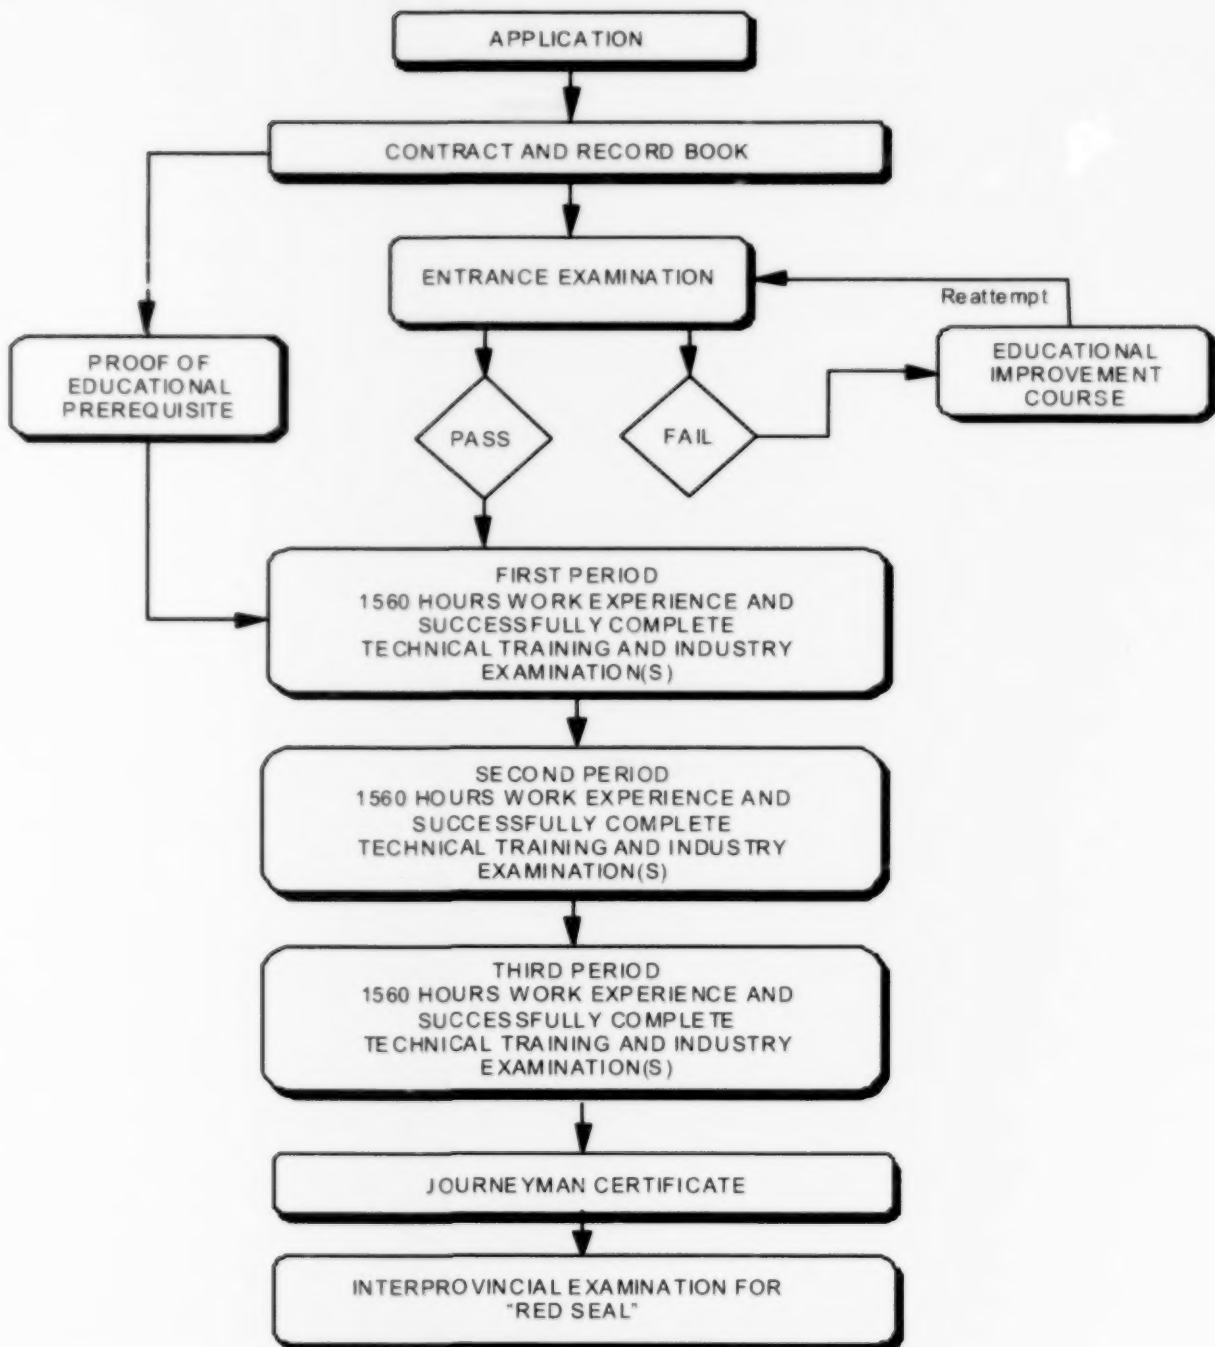 APPLICATION
CONTRACT AND RECORD BOOK
ENTRANCE EXAMINATION
Reattempt
PROOF OF
EDUCATIONAL
PREREQUISITE
EDUCATIONAL
IMPROVEMENT
COURSE
PASS
FAIL
FIRST PERIOD
1560 HOURS WORK EXPERIENCE AND
SUCCESSFULLY COMPLETE
TECHNICAL TRAINING AND INDUSTRY
EXAMINATION(S)
SECOND PERIOD
1560 HOURS WORK EXPERIENCE AND
SUCCESSFULLY COMPLETE
TECHNICAL TRAINING AND INDUSTRY
EXAMINATION(S)
THIRD PERIOD
1560 HOURS WORK EXPERIENCE AND
SUCCESSFULLY COMPLETE
TECHNICAL TRAINING AND INDUSTRY
EXAMINATION(S)
JOURNEYMAN CERTIFICATE
INTERPROVINCIAL EXAMINATION FOR
"RED SEAL"